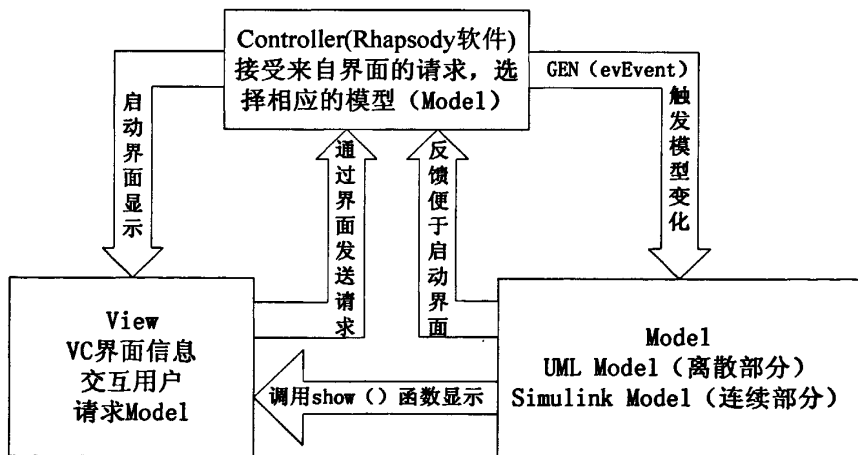 Controller(Rhapsody软件)
接受来自界面的请求，选
择相应的模型（Model）
GEN（evEvent）
启动界面显示
通过界面发送请求
反馈便于启动界面
触发模型变化
View
VC界面信息
交互用户
请求Model
调用show（）函数显示
Model
UML Model（离散部分）
Simulink Model（连续部分）